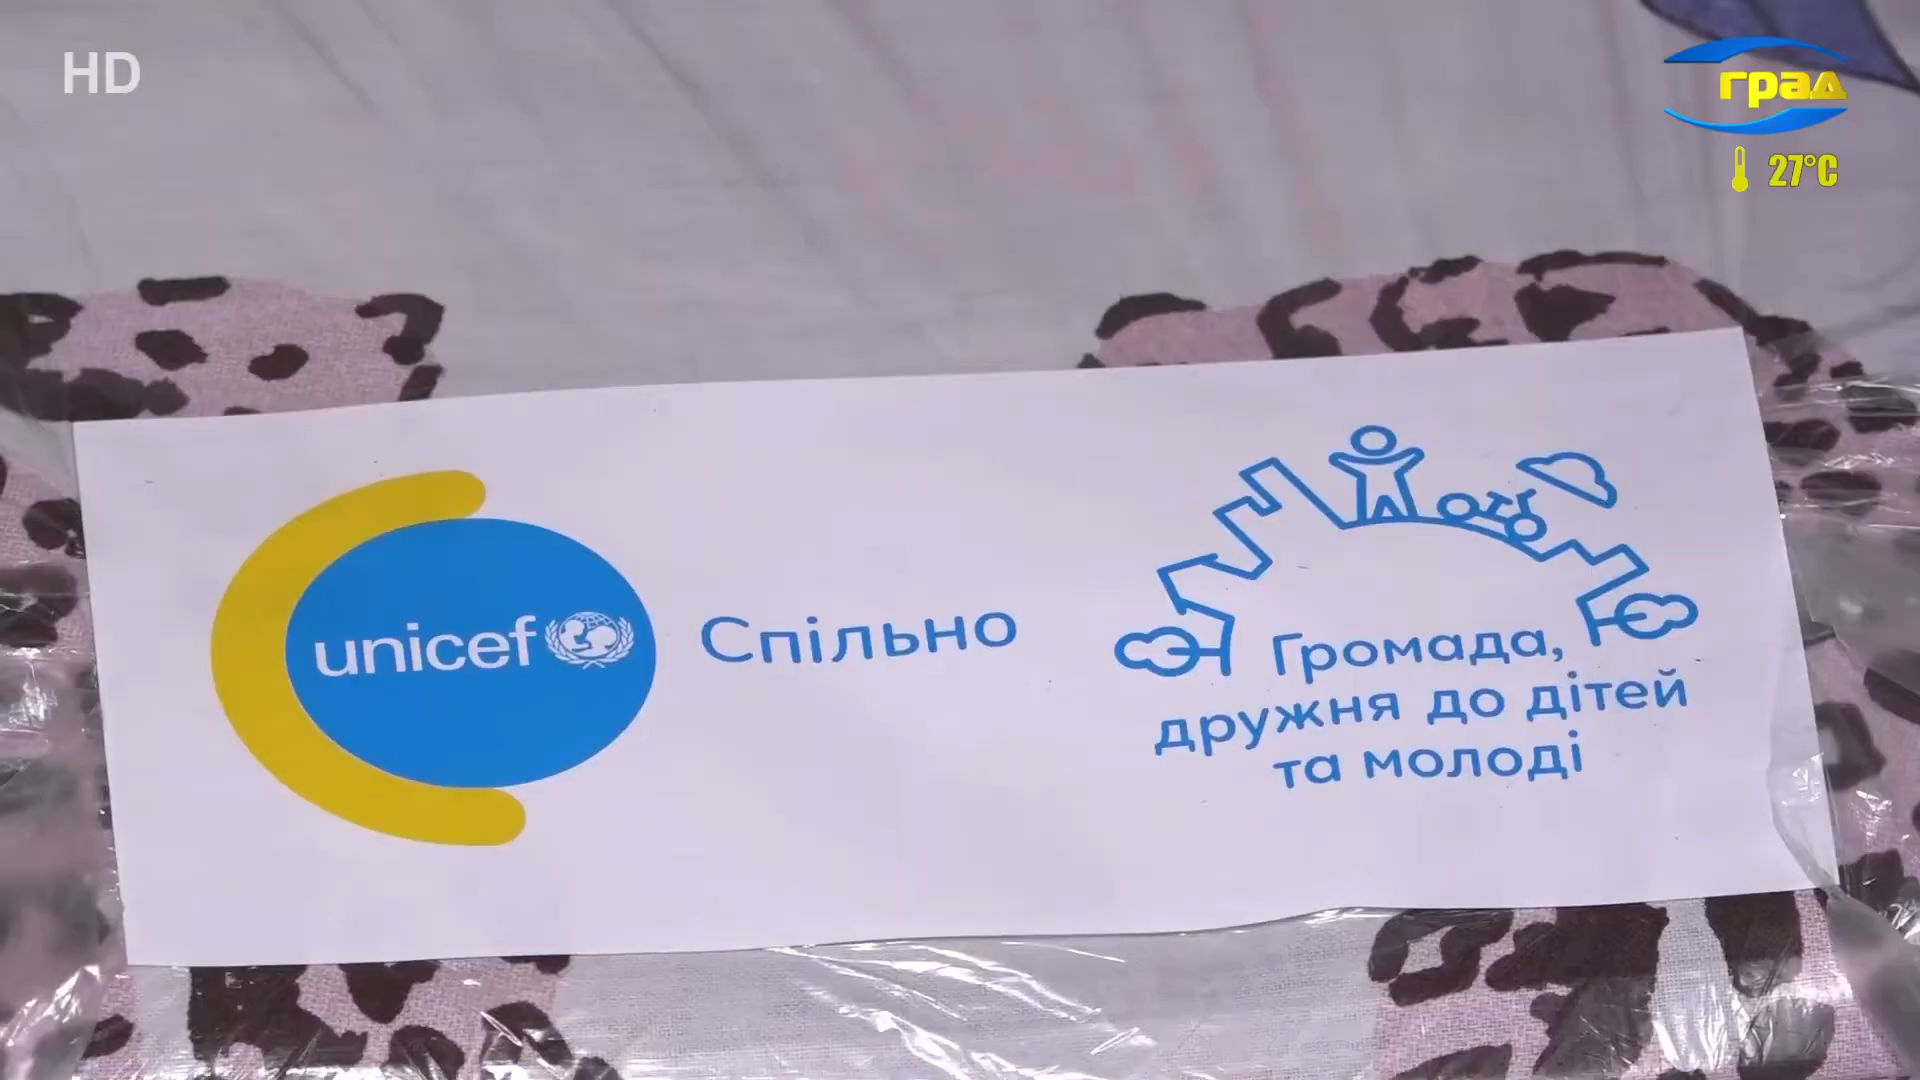 HD
град
27°C
unicef
Спільно
Громада,
дружня до дітей
та молоді